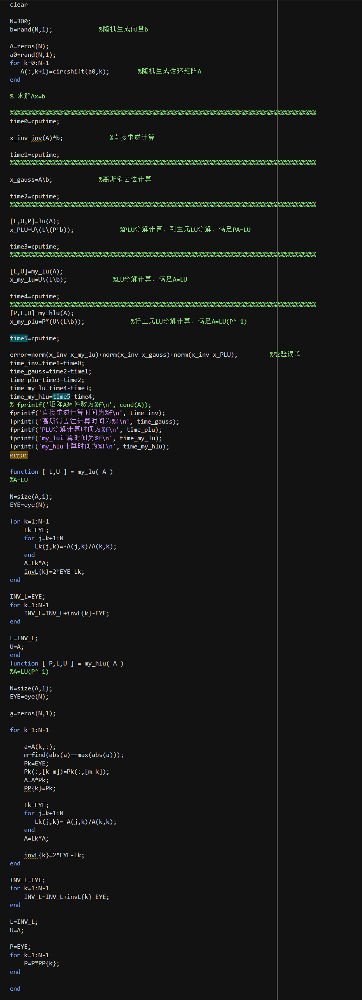 clear
N=300;
b=rand(N,1); %随机生成向量b
A=zeros(N);
a0=rand(N,1);
for k=0:N-1
A(:,k+1)=circshift(a0,k); %随机生成循环矩阵A
end
% 求解Ax=b
%%%%%%%%%%%%%%%%%%%%%%%%%%%%%%%%%%%%%%%%%%%%%%%%%%%%%%%%%%%%%%%%%%%%%%%%%%%%%%%%%%%%%%%%
time0=cputime;
x_inv=inv(A)*b; %直接求逆计算
time1=cputime;
%%%%%%%%%%%%%%%%%%%%%%%%%%%%%%%%%%%%%%%%%%%%%%%%%%%%%%%%%%%%%%%%%%%%%%%%%%%%%%%%%%%%%%%%
x_gauss=A\b; %高斯消去法计算
time2=cputime;
%%%%%%%%%%%%%%%%%%%%%%%%%%%%%%%%%%%%%%%%%%%%%%%%%%%%%%%%%%%%%%%%%%%%%%%%%%%%%%%%%%%%%%%%
[L,U,P]=lu(A);
x_PLU=U\(L\(P*b)); %PLU分解计算，列主元LU分解，满足PA=LU
time3=cputime;
%%%%%%%%%%%%%%%%%%%%%%%%%%%%%%%%%%%%%%%%%%%%%%%%%%%%%%%%%%%%%%%%%%%%%%%%%%%%%%%%%%%%%%%%
[L,U]=my_lu(A);
x_my_lu=U\(L\b); %LU分解计算，满足A=LU
time4=cputime;
%%%%%%%%%%%%%%%%%%%%%%%%%%%%%%%%%%%%%%%%%%%%%%%%%%%%%%%%%%%%%%%%%%%%%%%%%%%%%%%%%%%%%%%%
[P,L,U]=my_hlu(A);
x_my_plu=P*(U\(L\b)); %行主元LU分解计算，满足A=LU(P^-1)
time5=cputime;
error=norm(x_inv-x_my_lu)+norm(x_inv-x_gauss)+norm(x_inv-x_PLU); %检验误差
time_inv=time1-time0;
time_gauss=time2-time1;
time_plu=time3-time2;
time_my_lu=time4-time3;
time_my_hlu=time5-time4;
% fprintf('矩阵A条件数为%f\n', cond(A));
fprintf('直接求逆计算时间为%f\n', time_inv);
fprintf('高斯消去法计算时间为%f\n', time_gauss);
fprintf('PLU分解计算时间为%f\n', time_plu);
fprintf('my_lu计算时间为%f\n', time_my_lu);
fprintf('my_hlu计算时间为%f\n', time_my_hlu);
error
function [ L,U ] = my_lu( A )
%A=LU
N=size(A,1);
EYE=eye(N);
for k=1:N-1
Lk=EYE;
for j=k+1:N
Lk(j,k)=-A(j,k)/A(k,k);
end
A=Lk*A;
invL{k}=2*EYE-Lk;
end
INV_L=EYE;
for k=1:N-1
INV_L=INV_L+invL{k}-EYE;
end
L=INV_L;
U=A;
end
function [ P,L,U ] = my_hlu( A )
%A=LU(P^-1)
N=size(A,1);
EYE=eye(N);
a=zeros(N,1);
for k=1:N-1
a=A(k,:);
m=find(abs(a)==max(abs(a)));
Pk=EYE;
Pk(:,[k m])=Pk(:,[m k]);
A=A*Pk;
PP{k}=Pk;
Lk=EYE;
for j=k+1:N
Lk(j,k)=-A(j,k)/A(k,k);
end
A=Lk*A;
invL{k}=2*EYE-Lk;
end
INV_L=EYE;
for k=1:N-1
INV_L=INV_L+invL{k}-EYE;
end
L=INV_L;
U=A;
P=EYE;
for k=1:N-1
P=P*PP{k};
end
end